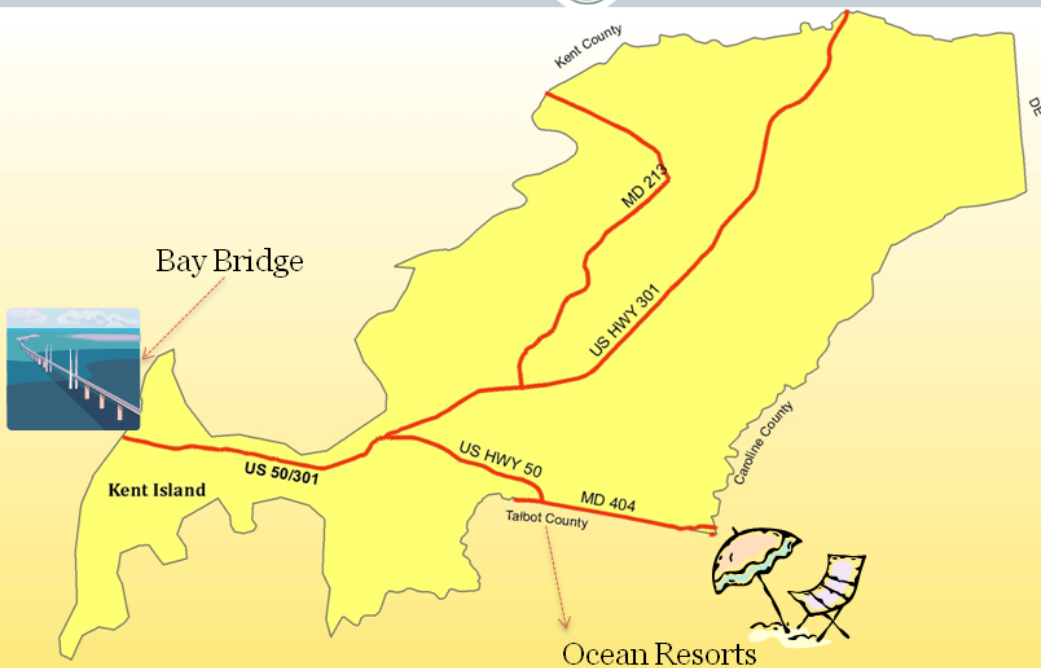 Kent County
DE
MD 213
Bay Bridge
US HWY 301
Caroline County
US HWY 50
US 50/301
Kent Island
MD 404
Talbot County
Ocean Resorts